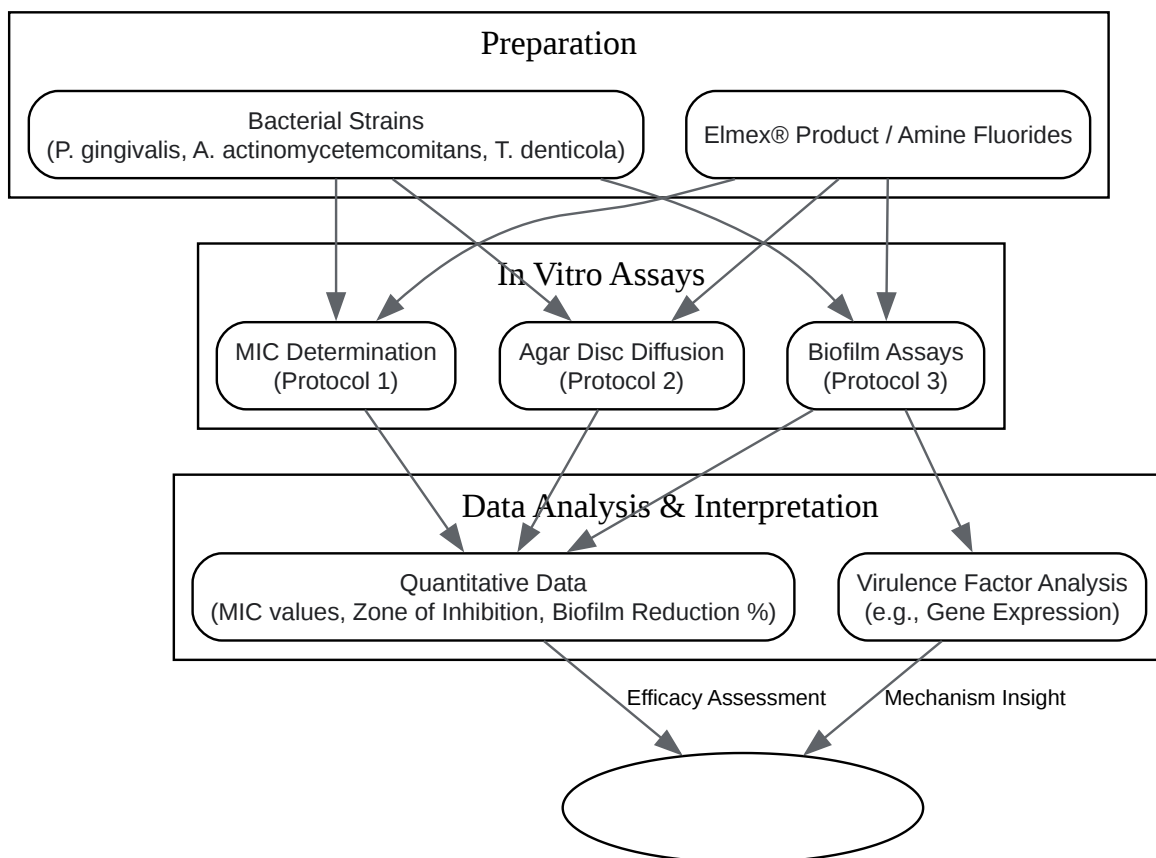 Preparation
Bacterial Strains
(P. gingivalis, A. actinomycetemcomitans, T. denticola)
Elmex® Product / Amine Fluorides
In Vitro Assays
MIC Determination
(Protocol 1)
Agar Disc Diffusion
(Protocol 2)
Biofilm Assays
(Protocol 3)
Data Analysis & Interpretation
Quantitative Data
(MIC values, Zone of Inhibition, Biofilm Reduction %)
Virulence Factor Analysis
(e.g., Gene Expression)
Efficacy Assessment
Mechanism Insight